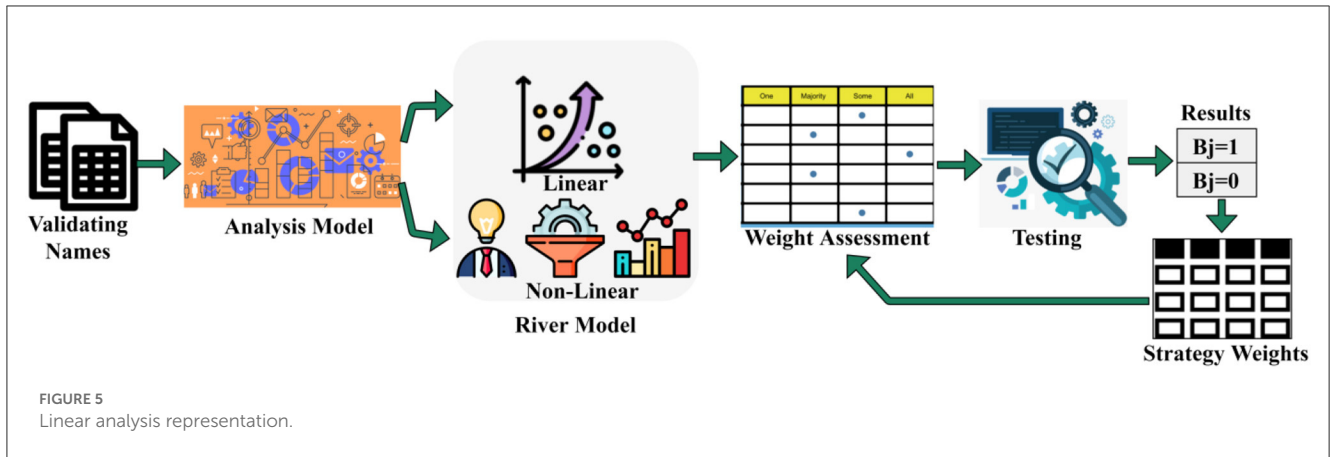 Validating
Names
Analysis Model
Linear
Non-Linear
River Model
One Majority Some All
Weight Assessment
Testing
Results
Bj=1
Bj=0
Strategy Weights
FIGURE 5
Linear analysis representation.